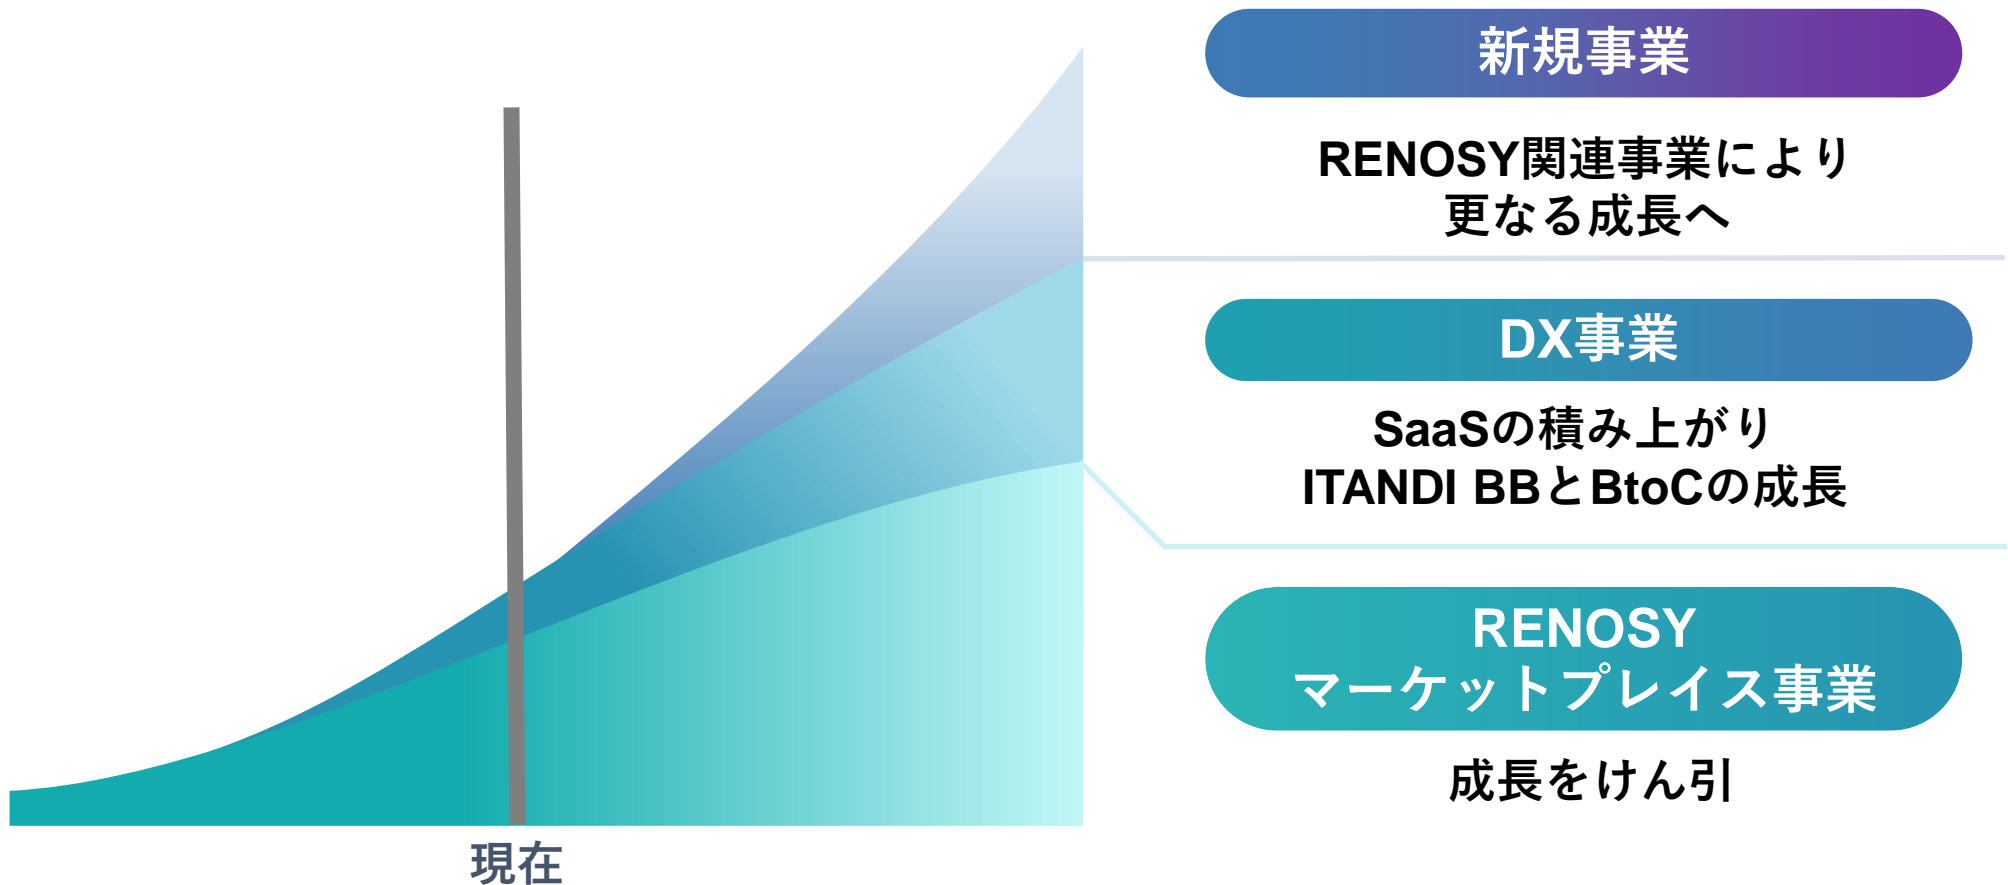 新規事業
RENOSY関連事業により
更なる成長へ
DX事業
SaaSの積み上がり
ITANDI BBとBtoCの成長
RENOSY
マーケットプレイス事業
成長をけん引
現在